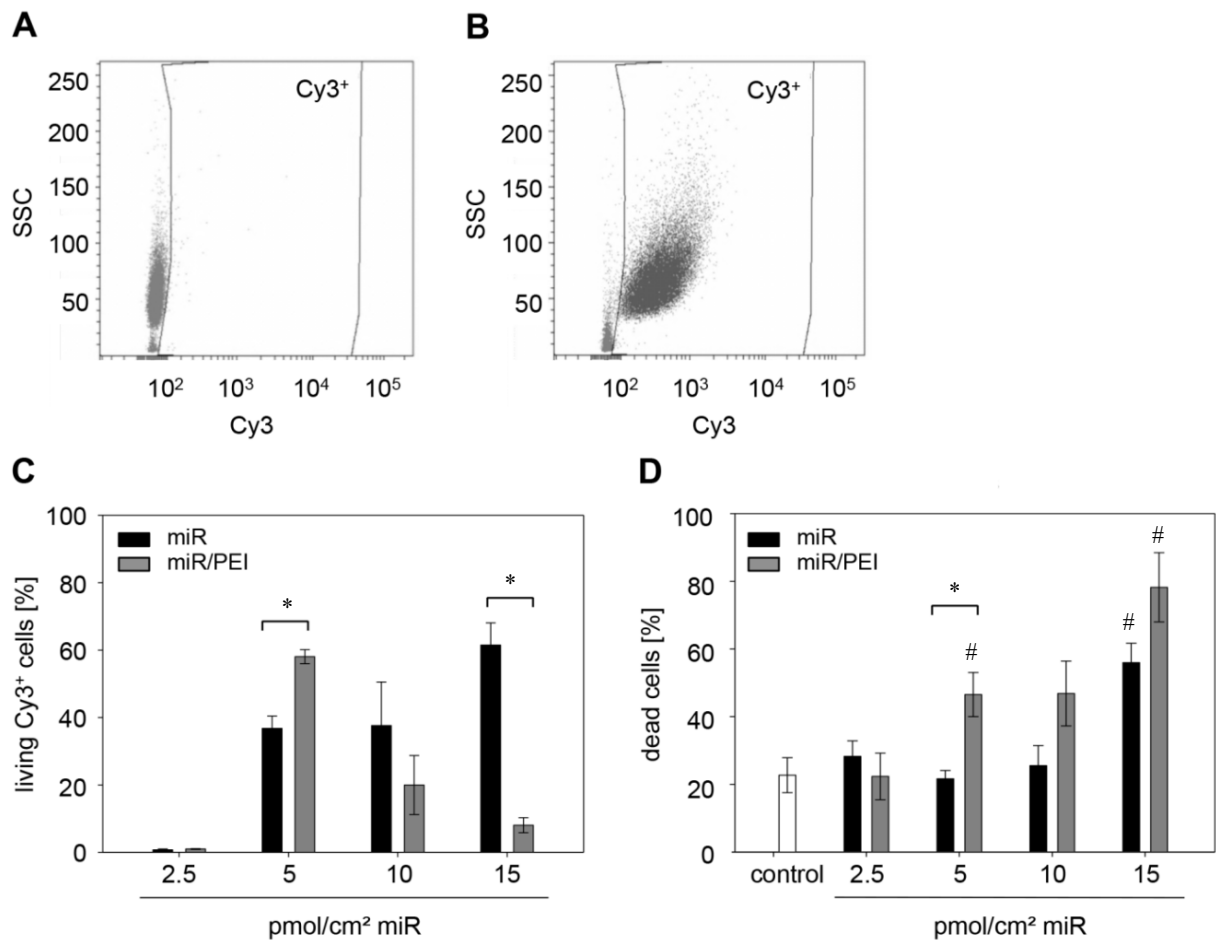 A
B
250
200
150
100
50
SSC
Cy3⁺
10² 10³ 10⁴ 10⁵
Cy3
250
200
150
100
50
SSC
Cy3⁺
10² 10³ 10⁴ 10⁵
Cy3
C
100
80
60
40
20
0
living Cy3⁺ cells [%]
miR
miR/PEI
*
*
2.5 5 10 15
pmol/cm² miR
D
100
80
60
40
20
0
dead cells [%]
miR
miR/PEI
*
#
#
#
control 2.5 5 10 15
pmol/cm² miR